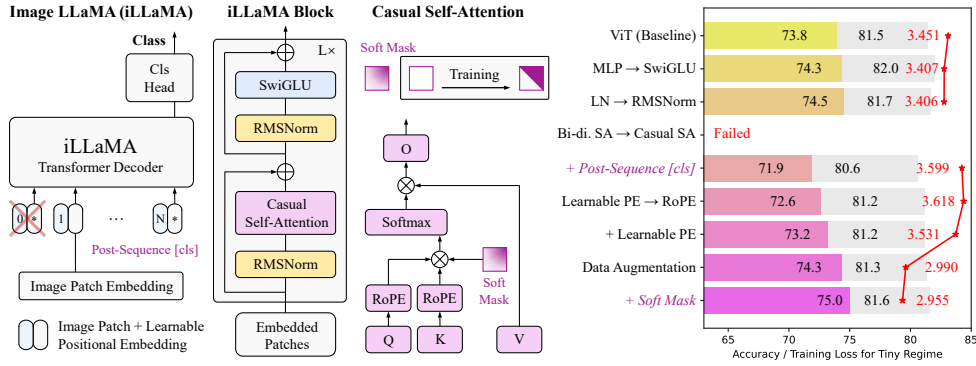 Image LLaMA (iLLaMA)
Class
Cls
Head
iLLaMA
Transformer Decoder
0 * 1 ... N *
Post-Sequence [cls]
Image Patch Embedding
Image Patch + Learnable
Positional Embedding
iLLaMA Block
L×
SwiGLU
RMSNorm
Casual
Self-Attention
RMSNorm
Embedded
Patches
Casual Self-Attention
Soft Mask
Training
O
Softmax
Soft
Mask
RoPE RoPE
Q K V
ViT (Baseline) 73.8 81.5 3.451
MLP → SwiGLU 74.3 82.0 3.407
LN → RMSNorm 74.5 81.7 3.406
Bi-di. SA → Casual SA Failed
+ Post-Sequence [cls] 71.9 80.6 3.599
Learnable PE → RoPE 72.6 81.2 3.618
+ Learnable PE 73.2 81.2 3.531
Data Augmentation 74.3 81.3 2.990
+ Soft Mask 75.0 81.6 2.955
65 70 75 80 85
Accuracy / Training Loss for Tiny Regime